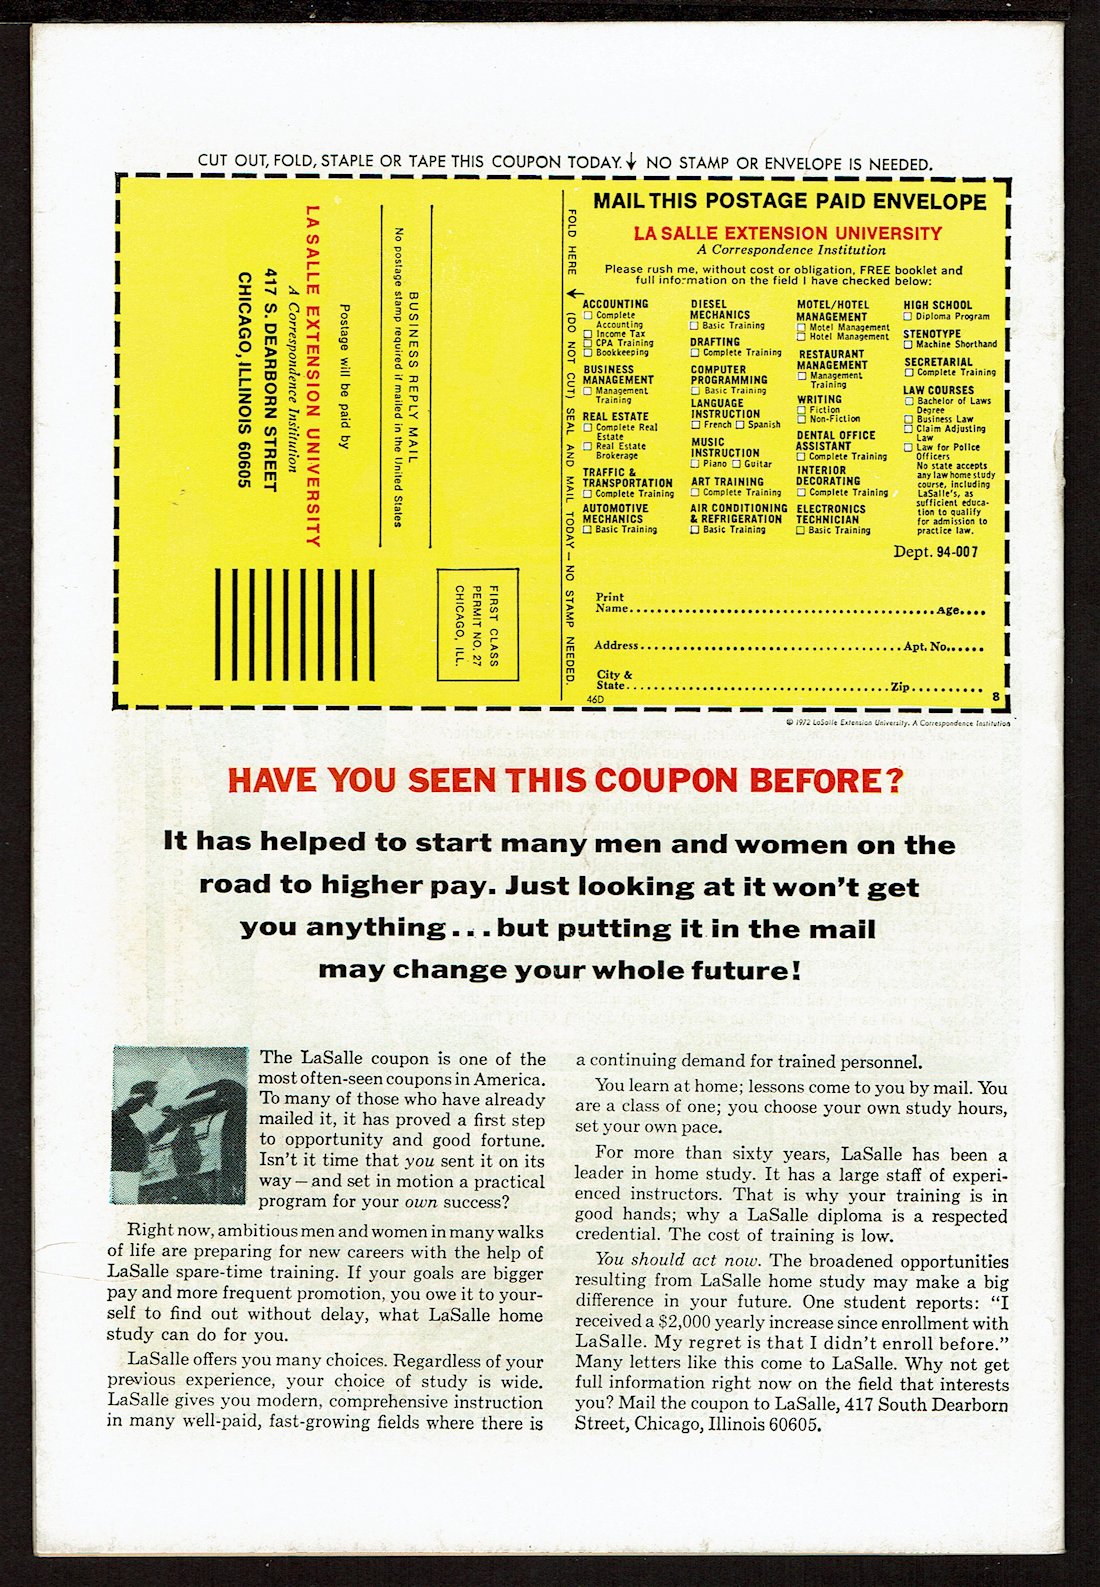 CUT OUT, FOLD, STAPLE OR TAPE THIS COUPON TODAY. ↓ NO STAMP OR ENVELOPE IS NEEDED.
BUSINESS REPLY MAIL
No postage stamp required if mailed in the United States
Postage will be paid by
LA SALLE EXTENSION UNIVERSITY
A Correspondence Institution
417 S. DEARBORN STREET
CHICAGO, ILLINOIS 60605
FIRST CLASS
PERMIT NO. 27
CHICAGO, ILL.
FOLD HERE ↓ (DO NOT CUT) SEAL AND MAIL TODAY – NO STAMP NEEDED.
MAIL THIS POSTAGE PAID ENVELOPE
LA SALLE EXTENSION UNIVERSITY
A Correspondence Institution
Please rush me, without cost or obligation, FREE booklet and
full information on the field I have checked below:
ACCOUNTING
☐ Complete
Accounting
☐ Income Tax
☐ CPA Training
☐ Bookkeeping
BUSINESS
MANAGEMENT
☐ Management
Training
REAL ESTATE
☐ Complete Real
Estate
☐ Real Estate
Brokerage
TRAFFIC &
TRANSPORTATION
☐ Complete Training
AUTOMOTIVE
MECHANICS
☐ Basic Training
DIESEL
MECHANICS
☐ Basic Training
DRAFTING
☐ Complete Training
COMPUTER
PROGRAMMING
☐ Basic Training
LANGUAGE
INSTRUCTION
☐ French ☐ Spanish
MUSIC
INSTRUCTION
☐ Piano ☐ Guitar
ART TRAINING
☐ Complete Training
AIR CONDITIONING
& REFRIGERATION
☐ Basic Training
MOTEL/HOTEL
MANAGEMENT
☐ Motel Management
☐ Hotel Management
RESTAURANT
MANAGEMENT
☐ Management
Training
WRITING
☐ Fiction
☐ Non-Fiction
DENTAL OFFICE
ASSISTANT
☐ Complete Training
INTERIOR
DECORATING
☐ Complete Training
ELECTRONICS
TECHNICIAN
☐ Basic Training
HIGH SCHOOL
☐ Diploma Program
STENOTYPE
☐ Machine Shorthand
SECRETARIAL
☐ Complete Training
LAW COURSES
☐ Bachelor of Laws
Degree
☐ Business Law
☐ Claim Adjusting
Law
☐ Law for Police
Officers
No state accepts
any law home study
course, including
LaSalle's, as
sufficient educa-
tion to qualify
for admission to
practice law.
Dept. 94-007
Print
Name........................................Age....
Address........................................Apt. No......
City &
State........................................Zip..........
46D
8
© 1972 LaSalle Extension University. A Correspondence Institution
HAVE YOU SEEN THIS COUPON BEFORE?
It has helped to start many men and women on the
road to higher pay. Just looking at it won't get
you anything...but putting it in the mail
may change your whole future!
The LaSalle coupon is one of the
most often-seen coupons in America.
To many of those who have already
mailed it, it has proved a first step
to opportunity and good fortune.
Isn't it time that you sent it on its
way—and set in motion a practical
program for your own success?
Right now, ambitious men and women in many walks
of life are preparing for new careers with the help of
LaSalle spare-time training. If your goals are bigger
pay and more frequent promotion, you owe it to your-
self to find out without delay, what LaSalle home
study can do for you.
LaSalle offers you many choices. Regardless of your
previous experience, your choice of study is wide.
LaSalle gives you modern, comprehensive instruction
in many well-paid, fast-growing fields where there is
a continuing demand for trained personnel.
You learn at home; lessons come to you by mail. You
are a class of one; you choose your own study hours,
set your own pace.
For more than sixty years, LaSalle has been a
leader in home study. It has a large staff of experi-
enced instructors. That is why your training is in
good hands; why a LaSalle diploma is a respected
credential. The cost of training is low.
You should act now. The broadened opportunities
resulting from LaSalle home study may make a big
difference in your future. One student reports: “I
received a $2,000 yearly increase since enrollment with
LaSalle. My regret is that I didn't enroll before.”
Many letters like this come to LaSalle. Why not get
full information right now on the field that interests
you? Mail the coupon to LaSalle, 417 South Dearborn
Street, Chicago, Illinois 60605.